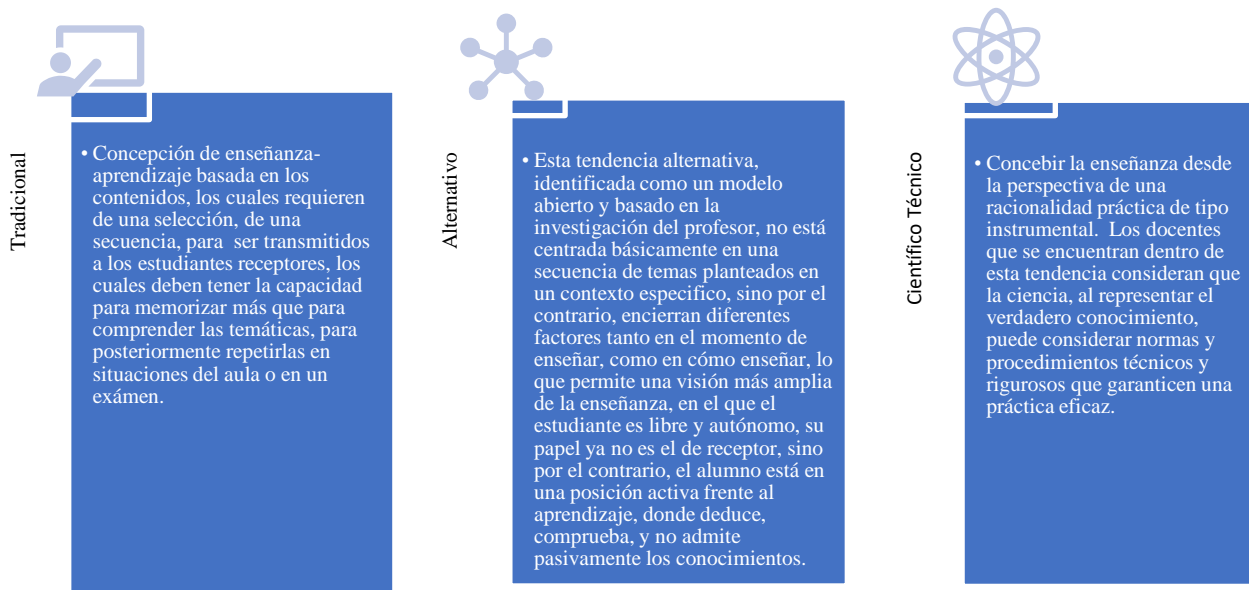 Tradicional
• Concepción de enseñanza-
aprendizaje basada en los
contenidos, los cuales requieren
de una selección, de una
secuencia, para ser transmitidos
a los estudiantes receptores, los
cuales deben tener la capacidad
para memorizar más que para
comprender las temáticas, para
posteriormente repetirlas en
situaciones del aula o en un
exámen.
Alternativo
• Esta tendencia alternativa,
identificada como un modelo
abierto y basado en la
investigación del profesor, no está
centrada básicamente en una
secuencia de temas planteados en
un contexto especifico, sino por el
contrario, encierran diferentes
factores tanto en el momento de
enseñar, como en cómo enseñar, lo
que permite una visión más amplia
de la enseñanza, en el que el
estudiante es libre y autónomo, su
papel ya no es el de receptor, sino
por el contrario, el alumno está en
una posición activa frente al
aprendizaje, donde deduce,
comprueba, y no admite
pasivamente los conocimientos.
Científico Técnico
• Concebir la enseñanza desde
la perspectiva de una
racionalidad práctica de tipo
instrumental. Los docentes
que se encuentran dentro de
esta tendencia consideran que
la ciencia, al representar el
verdadero conocimiento,
puede considerar normas y
procedimientos técnicos y
rigurosos que garanticen una
práctica eficaz.